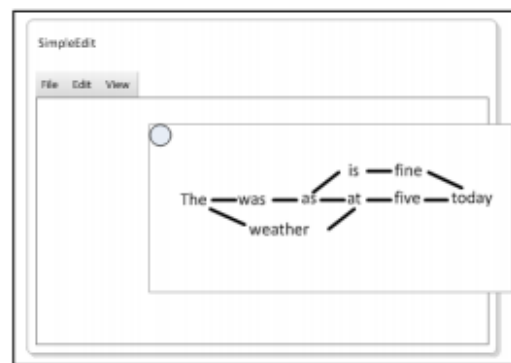 SimpleEdit
File Edit View
is fine
The was as at five today
weather